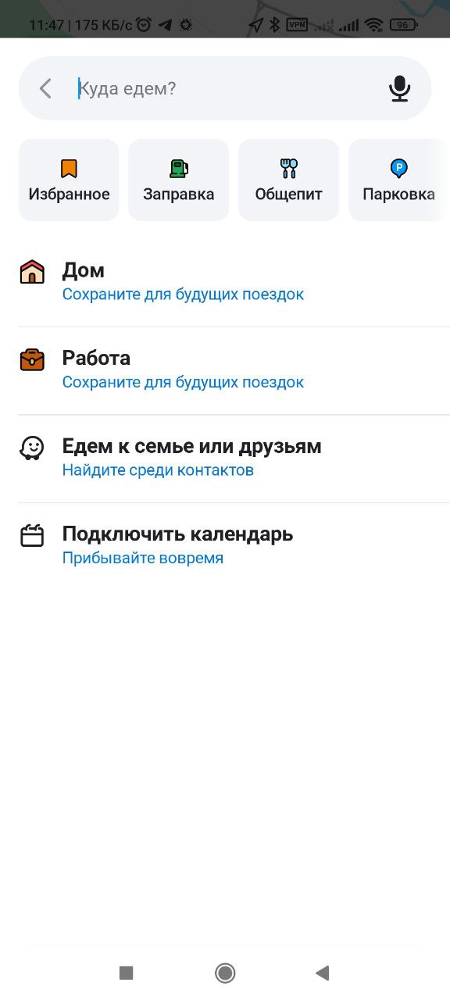 11:47 | 175 КБ/с VPN 96
Куда едем?
Избранное Заправка Общепит P Парковка
Дом
Сохраните для будущих поездок
Работа
Сохраните для будущих поездок
Едем к семье или друзьям
Найдите среди контактов
Подключить календарь
Прибывайте вовремя